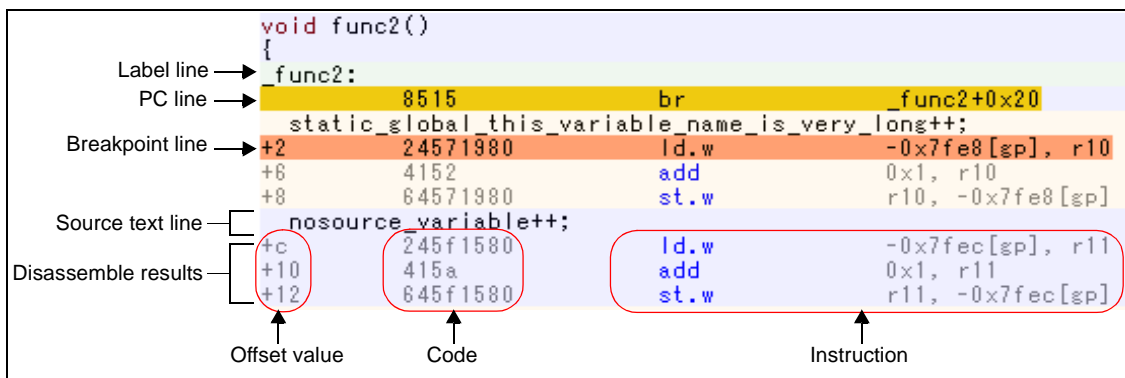 void func2()
{
Label line
_func2:
PC line
8515 br _func2+0x20
static_global_this_variable_name_is_very_long++;
Breakpoint line
+2 24571980 ld.w -0x7fe8[gp], r10
+6 4152 add 0x1, r10
+8 64571980 st.w r10, -0x7fe8[gp]
Source text line
nosource_variable++;
Disassemble results
+c 245f1580 ld.w -0x7fec[gp], r11
+10 415a add 0x1, r11
+12 645f1580 st.w r11, -0x7fec[gp]
Offset value Code Instruction